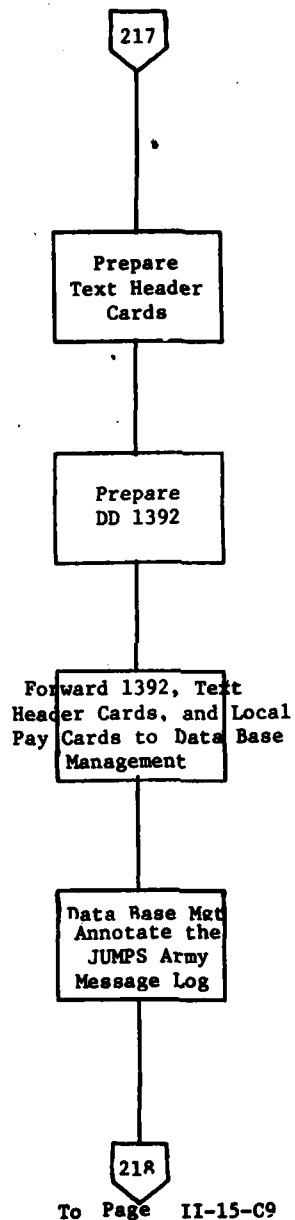 217
Prepare
Text Header
Cards
Prepare
DD 1392
Forward 1392, Text
Header Cards, and Local
Pay Cards to Data Base
Management
Data Base Mgt
Annotate the
JUMPS Army
Message Log
218
To Page II-15-C9